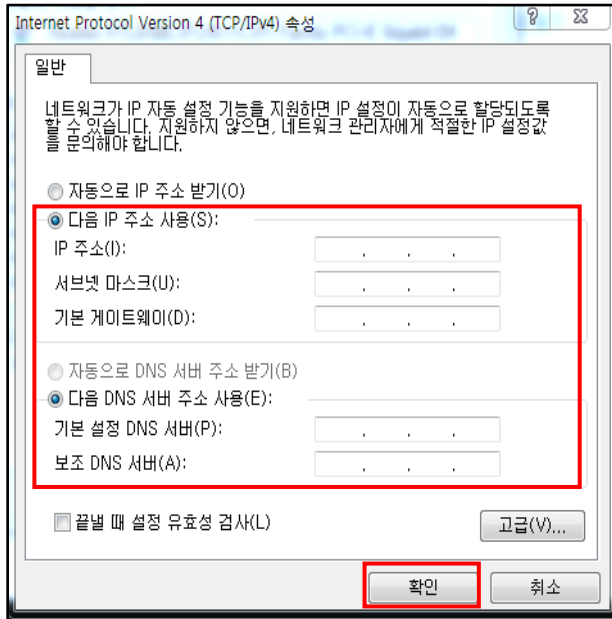 Internet Protocol Version 4 (TCP/IPv4) 속성
일반
네트워크가 IP 자동 설정 기능을 지원하면 IP 설정이 자동으로 할당되도록
할 수 있습니다. 지원하지 않으면, 네트워크 관리자에게 적절한 IP 설정값
을 문의해야 합니다.
자동으로 IP 주소 받기(O)
다음 IP 주소 사용(S):
IP 주소(I):
서브넷 마스크(U):
기본 게이트웨이(D):
자동으로 DNS 서버 주소 받기(B)
다음 DNS 서버 주소 사용(E):
기본 설정 DNS 서버(P):
보조 DNS 서버(A):
끝낼 때 설정 유효성 검사(L)
고급(V)...
확인
취소